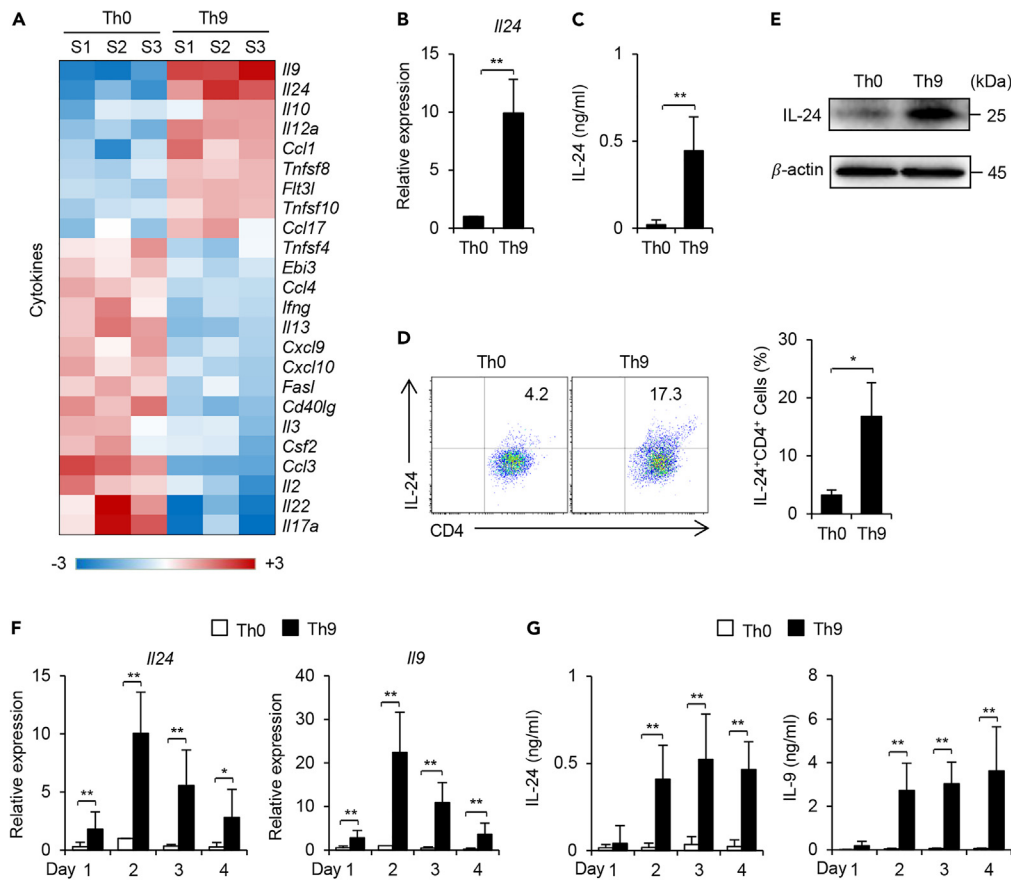 A
Th0 Th9
S1 S2 S3 S1 S2 S3
Cytokines
Il9
Il24
Il10
Il12a
Ccl1
Tnfsf8
Flt3l
Tnfsf10
Ccl17
Tnfsf4
Ebi3
Ccl4
Ifng
Il13
Cxcl9
Cxcl10
Fasl
Cd40lg
Il3
Csf2
Ccl3
Il2
Il22
Il17a
-3 +3
B
Il24
Relative expression
15
10
5
0
**
Th0 Th9
C
IL-24 (ng/ml)
1
0.5
0
**
Th0 Th9
E
Th0 Th9 (kDa)
IL-24 25
β-actin 45
D
Th0 Th9
4.2 17.3
IL-24
CD4
IL-24+CD4+ Cells (%)
30
20
10
0
*
Th0 Th9
F
Th0 Th9
Il24
Relative expression
15
10
5
0
** ** ** *
Day 1 2 3 4
Il9
Relative expression
40
30
20
10
0
** ** ** **
Day 1 2 3 4
G
Th0 Th9
IL-24 (ng/ml)
1
0.5
0
** ** **
Day 1 2 3 4
IL-9 (ng/ml)
8
6
4
2
0
** ** **
Day 1 2 3 4